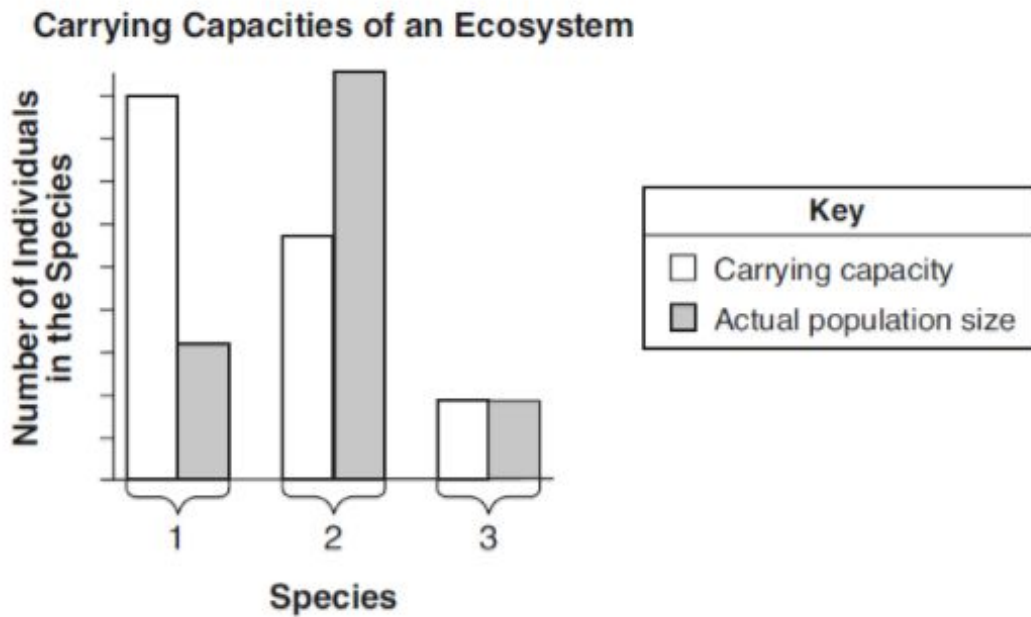 Carrying Capacities of an Ecosystem
Number of Individuals
in the Species
Key
Carrying capacity
Actual population size
1 2 3
Species